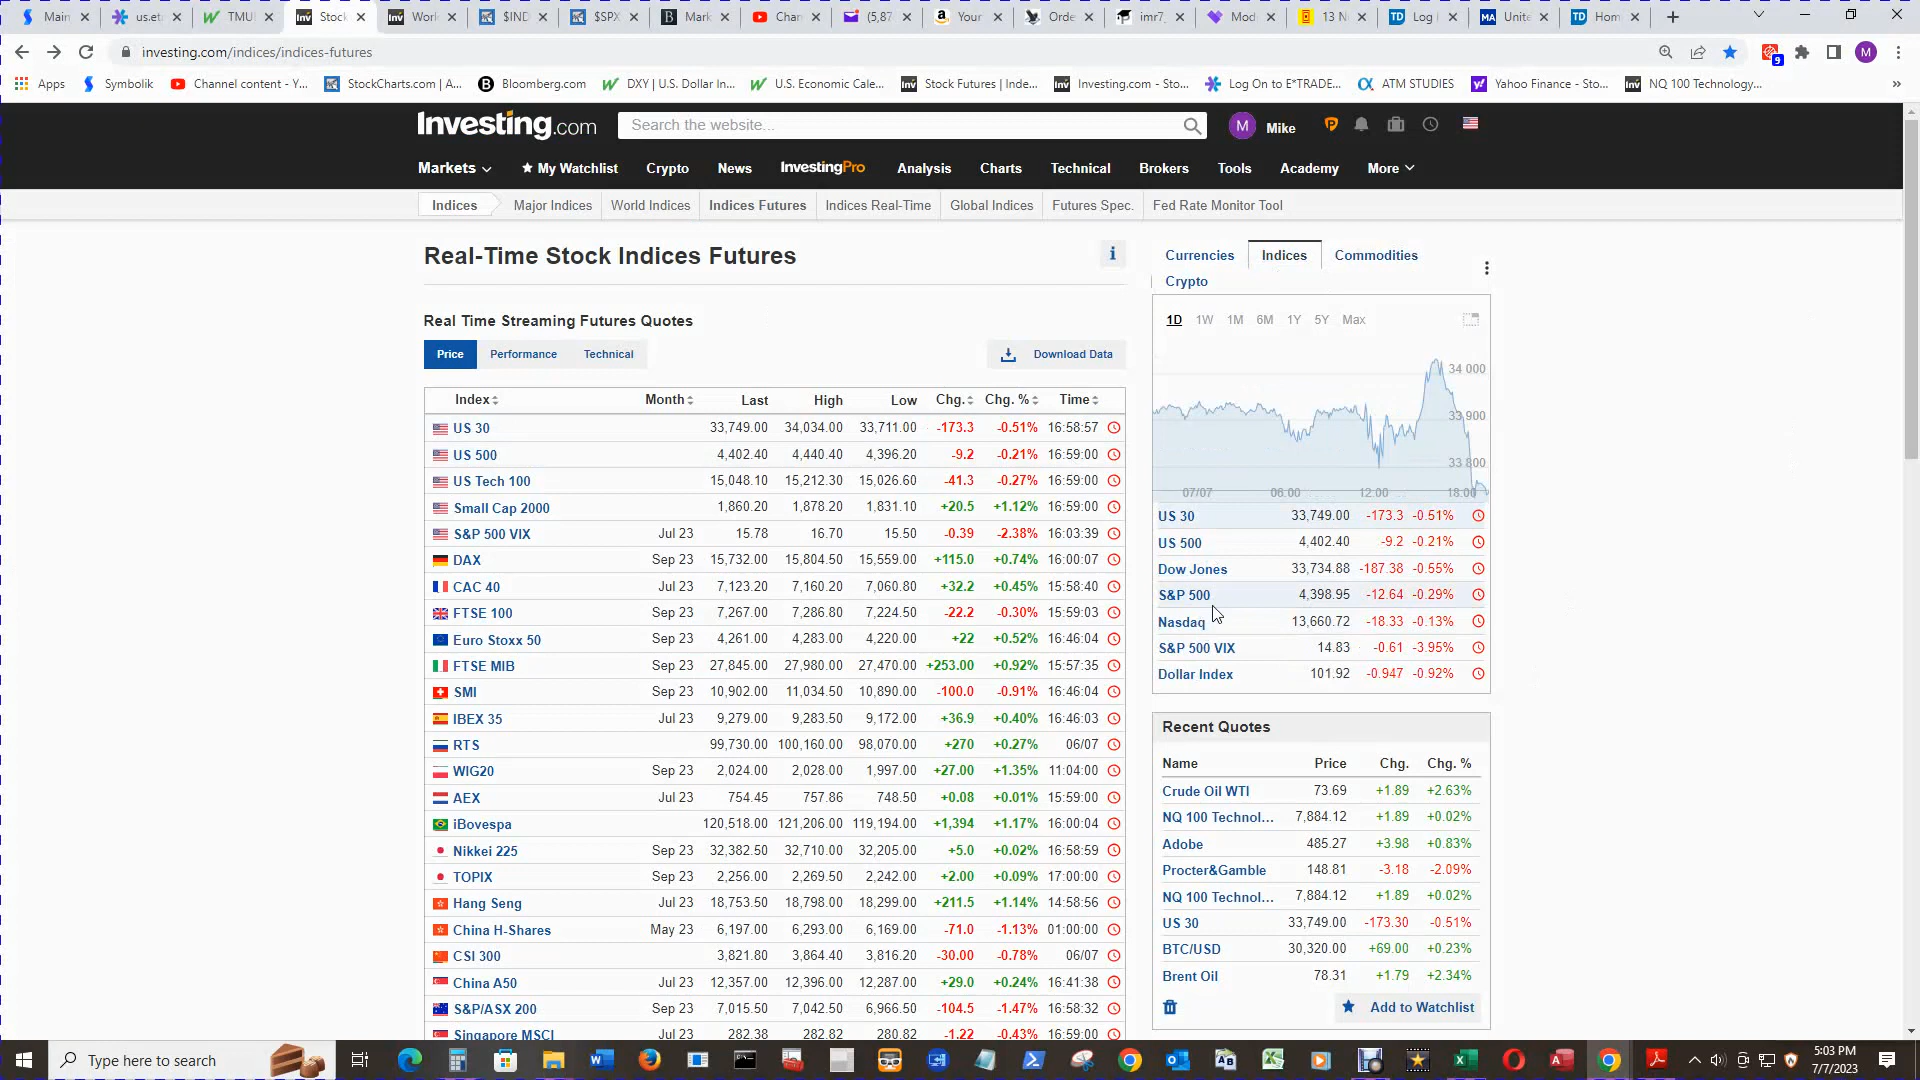 Main
us.et
TMU
Stock
Worl
$IND
$SPX
Mark
Chan
(5,87
Your
Orde
imr7_
Mod
13 N
Log
Unite
Hom
investing.com/indices/indices-futures
M
9
Apps
Symbolik
Channel content - Y...
StockCharts.com | A...
Bloomberg.com
DXY | U.S. Dollar In...
U.S. Economic Cale...
Stock Futures | Inde...
Investing.com - Sto...
Log On to E*TRADE...
ATM STUDIES
Yahoo Finance - Sto...
NQ 100 Technology...
»
Investing.com
Search the website...
M Mike
Markets
My Watchlist
Crypto
News
InvestingPro
Analysis
Charts
Technical
Brokers
Tools
Academy
More
Indices
Major Indices
World Indices
Indices Futures
Indices Real-Time
Global Indices
Futures Spec.
Fed Rate Monitor Tool
Real-Time Stock Indices Futures
i
Real Time Streaming Futures Quotes
Price Performance Technical
Download Data
Index Month Last High Low Chg. Chg. % Time
US 30 33,749.00 34,034.00 33,711.00 -173.3 -0.51% 16:58:57
US 500 4,402.40 4,440.40 4,396.20 -9.2 -0.21% 16:59:00
US Tech 100 15,048.10 15,212.30 15,026.60 -41.3 -0.27% 16:59:00
Small Cap 2000 1,860.20 1,878.20 1,831.10 +20.5 +1.12% 16:59:00
S&P 500 VIX Jul 23 15.78 16.70 15.50 -0.39 -2.38% 16:03:39
DAX Sep 23 15,732.00 15,804.50 15,559.00 +115.0 +0.74% 16:00:07
CAC 40 Jul 23 7,123.20 7,160.20 7,060.80 +32.2 +0.45% 15:58:40
FTSE 100 Sep 23 7,267.00 7,286.80 7,224.50 -22.2 -0.30% 15:59:03
Euro Stoxx 50 Sep 23 4,261.00 4,283.00 4,220.00 +22 +0.52% 16:46:04
FTSE MIB Sep 23 27,845.00 27,980.00 27,470.00 +253.00 +0.92% 15:57:35
SMI Sep 23 10,902.00 11,034.50 10,890.00 -100.0 -0.91% 16:46:04
IBEX 35 Jul 23 9,279.00 9,283.50 9,172.00 +36.9 +0.40% 16:46:03
RTS 99,730.00 100,160.00 98,070.00 +270 +0.27% 06/07
WIG20 Sep 23 2,024.00 2,028.00 1,997.00 +27.00 +1.35% 11:04:00
AEX Jul 23 754.45 757.86 748.50 +0.08 +0.01% 15:59:00
iBovespa 120,518.00 121,206.00 119,194.00 +1,394 +1.17% 16:00:04
Nikkei 225 Sep 23 32,382.50 32,710.00 32,205.00 +5.0 +0.02% 16:58:59
TOPIX Sep 23 2,256.00 2,269.50 2,242.00 +2.00 +0.09% 17:00:00
Hang Seng Jul 23 18,753.50 18,798.00 18,299.00 +211.5 +1.14% 14:58:56
China H-Shares May 23 6,197.00 6,293.00 6,169.00 -71.0 -1.13% 01:00:00
CSI 300 3,821.80 3,864.40 3,816.20 -30.00 -0.78% 06/07
China A50 Jul 23 12,357.00 12,396.00 12,287.00 +29.0 +0.24% 16:41:38
S&P/ASX 200 Sep 23 7,015.50 7,042.50 6,966.50 -104.5 -1.47% 16:58:32
Singapore MSCI Jul 23 282.38 282.82 280.82 -1.22 -0.43% 16:59:00
Currencies Indices Commodities
Crypto
1D 1W 1M 6M 1Y 5Y Max
34 000
33 900
33 800
07/07 06:00 12:00 18:00
US 30 33,749.00 -173.3 -0.51%
US 500 4,402.40 -9.2 -0.21%
Dow Jones 33,734.88 -187.38 -0.55%
S&P 500 4,398.95 -12.64 -0.29%
Nasdaq 13,660.72 -18.33 -0.13%
S&P 500 VIX 14.83 -0.61 -3.95%
Dollar Index 101.92 -0.947 -0.92%
Recent Quotes
Name Price Chg. Chg. %
Crude Oil WTI 73.69 +1.89 +2.63%
NQ 100 Technol... 7,884.12 +1.89 +0.02%
Adobe 485.27 +3.98 +0.83%
Procter&Gamble 148.81 -3.18 -2.09%
NQ 100 Technol... 7,884.12 +1.89 +0.02%
US 30 33,749.00 -173.30 -0.51%
BTC/USD 30,320.00 +69.00 +0.23%
Brent Oil 78.31 +1.79 +2.34%
Add to Watchlist
Type here to search
5:03 PM
7/7/2023